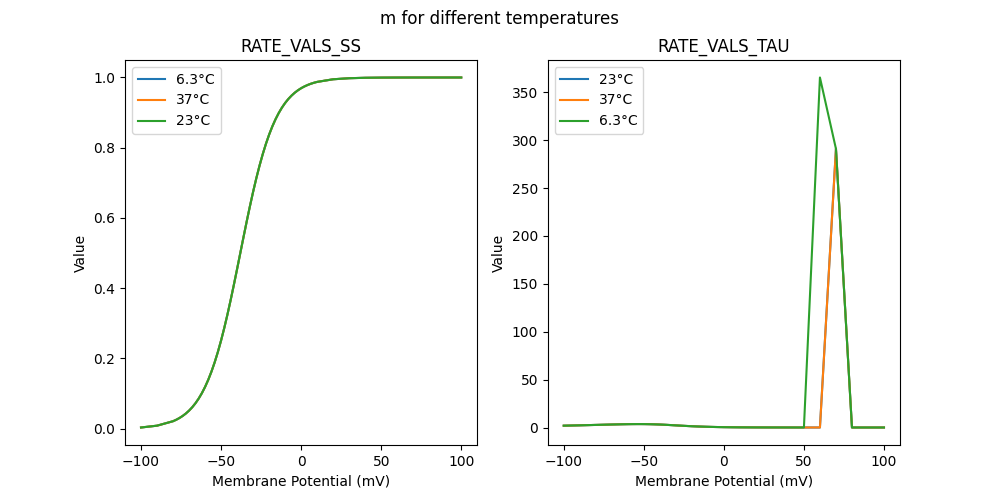 m for different temperatures
RATE_VALS_SS
RATE_VALS_TAU
6.3°C
37°C
23°C
23°C
37°C
6.3°C
1.0
0.8
0.6
0.4
0.2
0.0
Value
−100
−50
0
50
100
Membrane Potential (mV)
350
300
250
200
150
100
50
0
Value
−100
−50
0
50
100
Membrane Potential (mV)